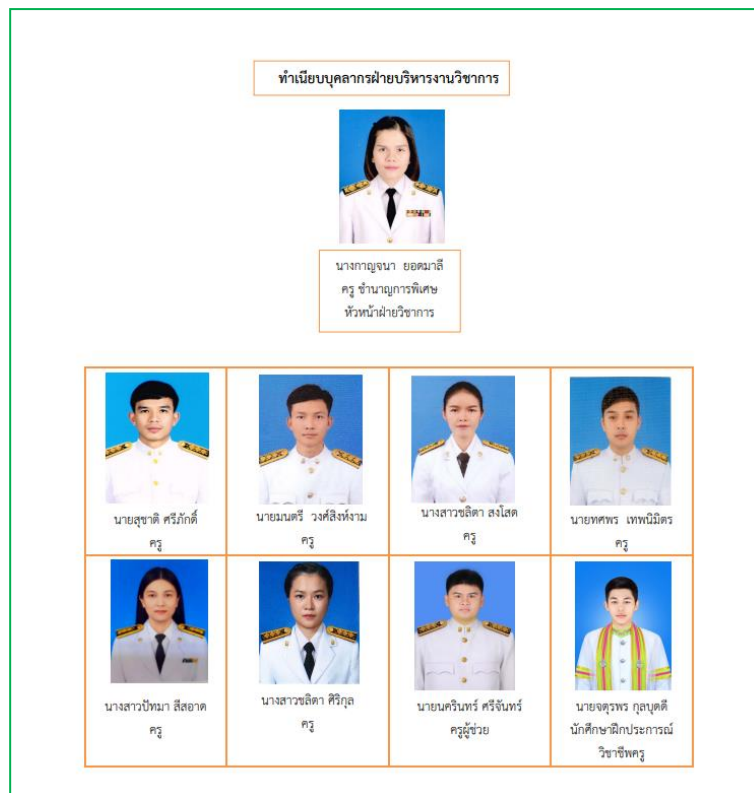 ทำเนียบบุคลากรฝ่ายบริหารงานวิชาการ
นางกาญจนา ยอดมาลี
ครู ชำนาญการพิเศษ
หัวหน้าฝ่ายวิชาการ
นายสุชาติ ศรีภักดิ์
ครู
นายมนตรี วงศ์สิงห์งาม
ครู
นางสาวชลิตา สงโสด
ครู
นายทศพร เทพนิมิตร
ครู
นางสาวปัทมา สีสอาด
ครู
นางสาวชลิตา ศิริกุล
ครู
นายนครินทร์ ศรีจันทร์
ครูผู้ช่วย
นายจตุรพร กุลบุดดี
นักศึกษาฝึกประการณ์
วิชาชีพครู